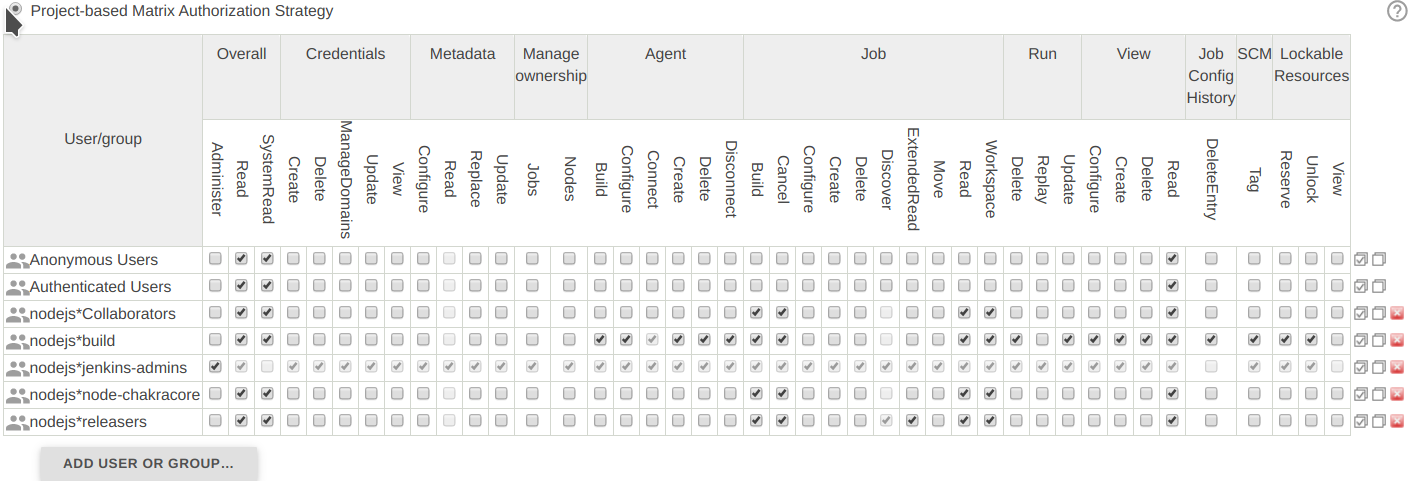 Project-based Matrix Authorization Strategy
User/group
Overall
Credentials
Metadata
Manage
ownership
Agent
Job
Run
View
Job
Config
History
SCM
Lockable
Resources
Administer
Read
SystemRead
Create
Delete
ManageDomains
Update
View
Configure
Read
Replace
Update
Jobs
Nodes
Build
Configure
Connect
Create
Delete
Disconnect
Build
Cancel
Configure
Create
Delete
Discover
ExtendedRead
Move
Read
Workspace
Delete
Replay
Update
Configure
Create
Delete
Read
DeleteEntry
Tag
Reserve
Unlock
View
Anonymous Users
Authenticated Users
nodejs*Collaborators
nodejs*build
nodejs*jenkins-admins
nodejs*node-chakracore
nodejs*releasers
ADD USER OR GROUP...